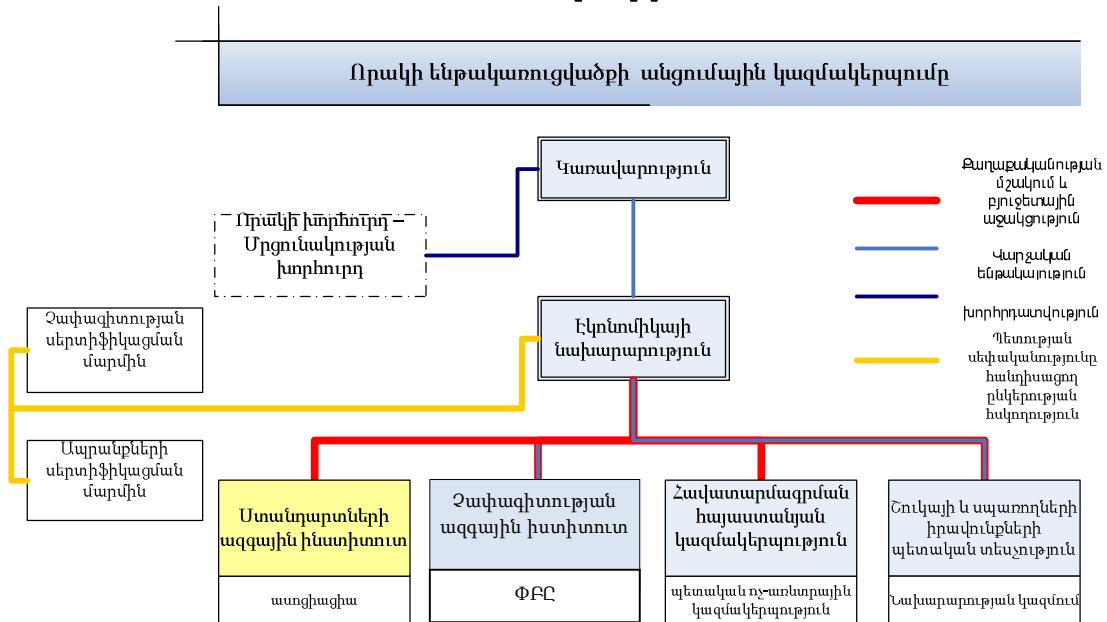 Որակի ենթակառուցվածքի անցումային կազմակերպումը
Կառավարություն
Որակի խորհուրդ –
Մրցունակության
խորհուրդ
Քաղաքականության
մշակում և
բյուջետային
աջակցություն
Վարչական
ենթակայություն
խորհրդատվություն
Պետության
սեփականությունը
հանդիսացող
ընկերության
հսկողություն
Չափագիտության
սերտիֆիկացման
մարմին
Էկոնոմիկայի
նախարարություն
Ապրանքների
սերտիֆիկացման
մարմին
Ստանդարտների
ազգային ինստիտուտ
ասոցիացիա
Չափագիտության
ազգային իստիտուտ
ՓԲԸ
Հավատարմագրման
հայաստանյան
կազմակերպություն
պետական ոչ-առևտրային
կազմակերպություն
Շուկայի և սպառողների
իրավունքների
պետական տեսչություն
Նախարարության կազմում